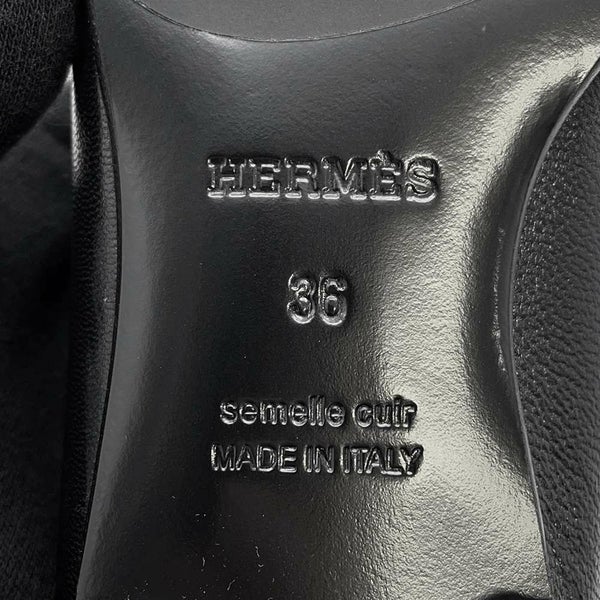 HERMÈS
36
semelle cuir
MADE IN ITALY